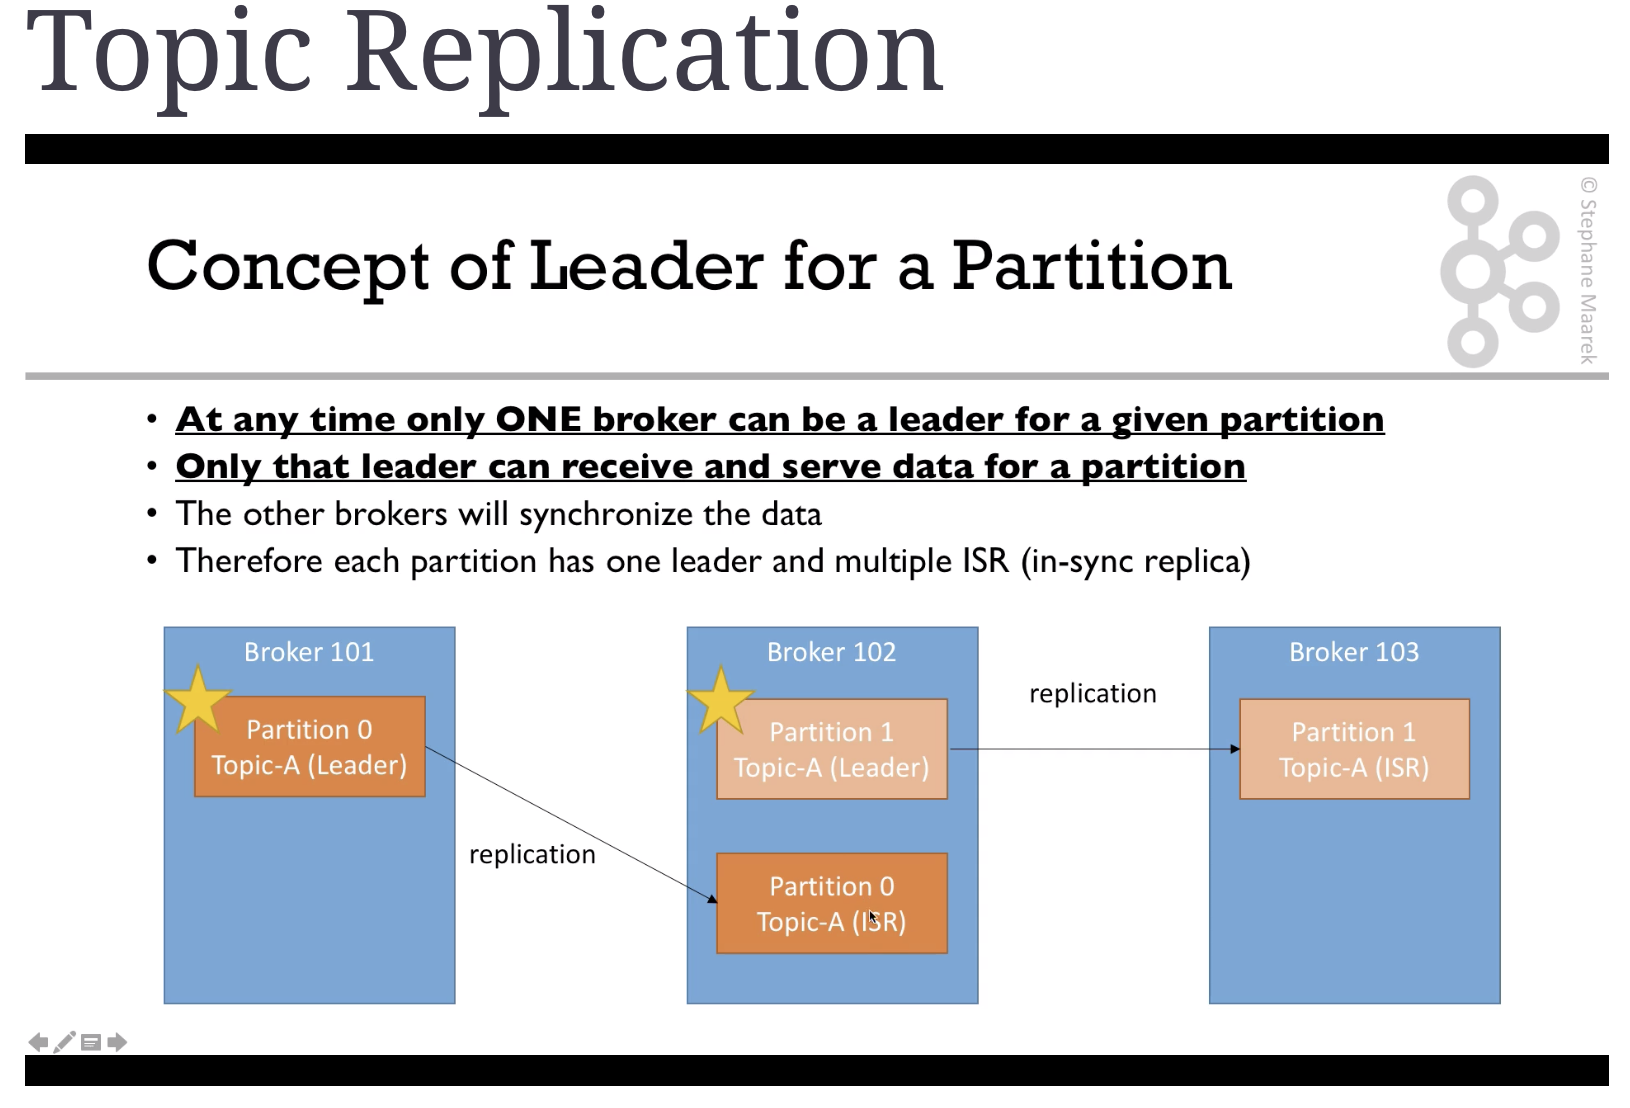 Topic Replication
© Stephane Maarek
Concept of Leader for a Partition
• At any time only ONE broker can be a leader for a given partition
• Only that leader can receive and serve data for a partition
• The other brokers will synchronize the data
• Therefore each partition has one leader and multiple ISR (in-sync replica)
Broker 101
Partition 0
Topic-A (Leader)
replication
Broker 102
Partition 1
Topic-A (Leader)
Partition 0
Topic-A (ISR)
replication
Broker 103
Partition 1
Topic-A (ISR)